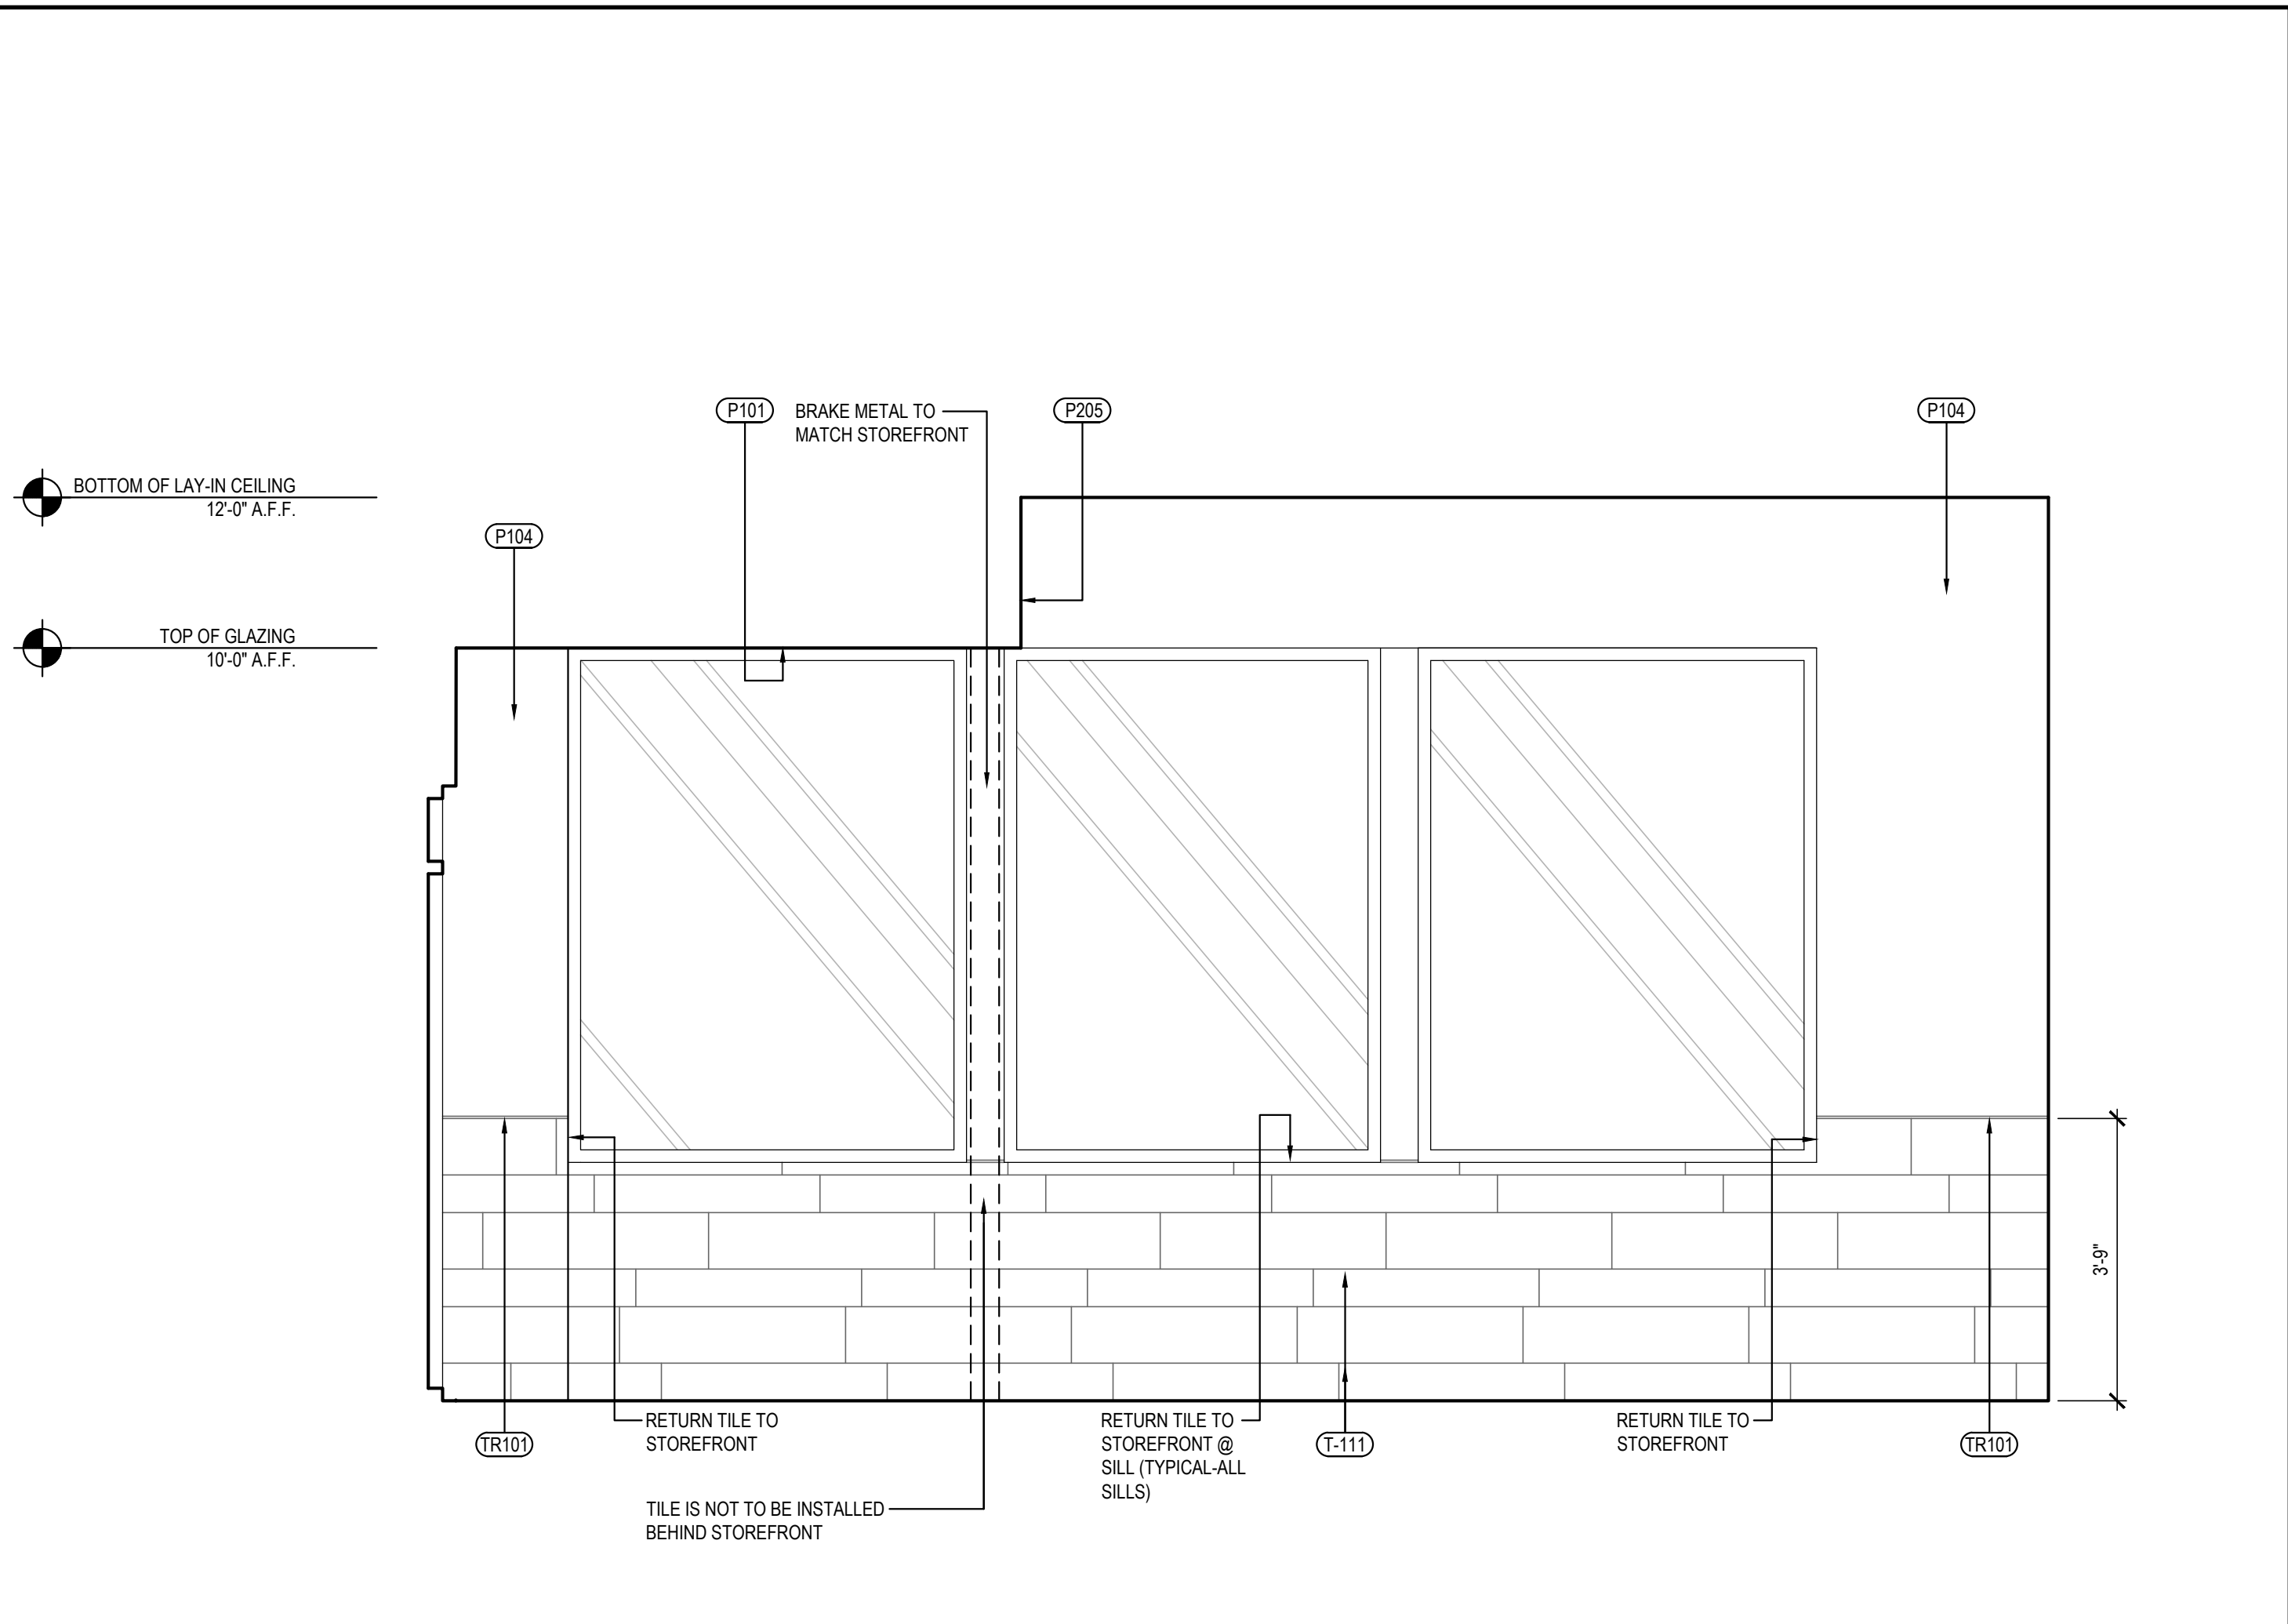 P101
BRAKE METAL TO
MATCH STOREFRONT
P205
P104
BOTTOM OF LAY-IN CEILING
12'-0" A.F.F.
P104
TOP OF GLAZING
10'-0" A.F.F.
3'-9"
TR101
RETURN TILE TO
STOREFRONT
RETURN TILE TO
STOREFRONT @
SILL (TYPICAL-ALL
SILLS)
T-111
RETURN TILE TO
STOREFRONT
TR101
TILE IS NOT TO BE INSTALLED
BEHIND STOREFRONT